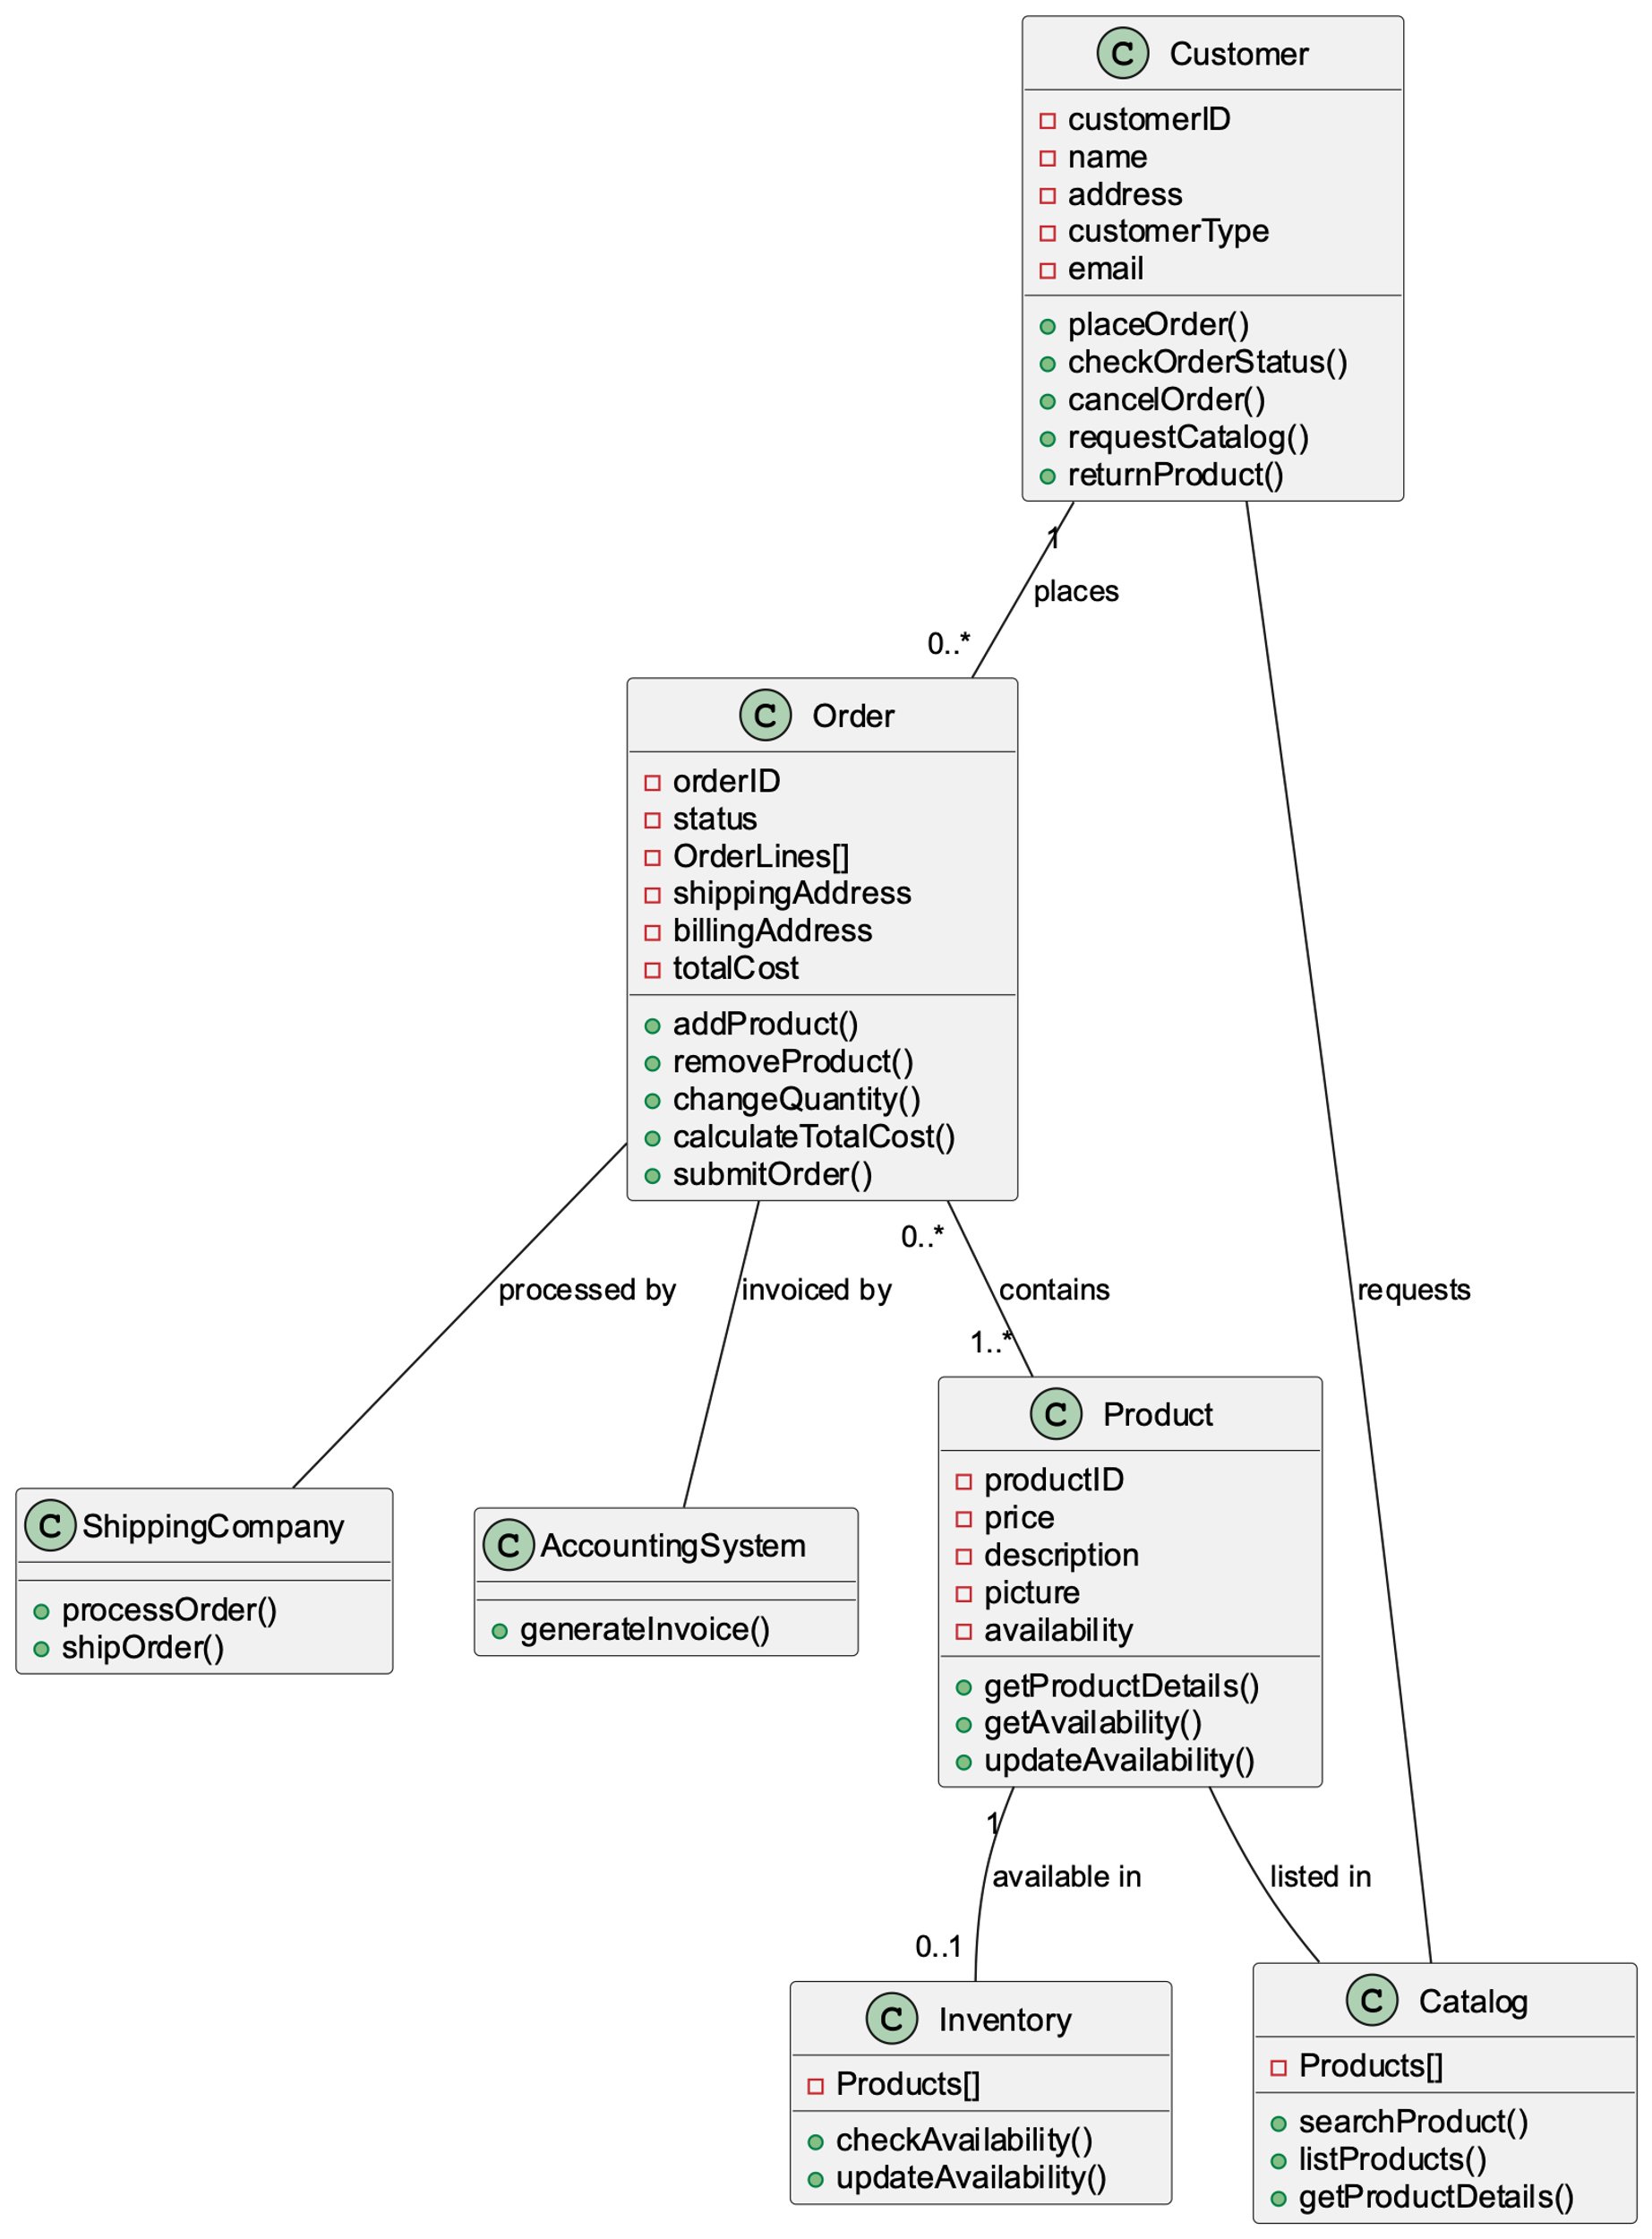 C Customer
customerID
name
address
customerType
email
placeOrder()
checkOrderStatus()
cancelOrder()
requestCatalog()
returnProduct()
1
places
0..*
C Order
orderID
status
OrderLines[]
shippingAddress
billingAddress
totalCost
addProduct()
removeProduct()
changeQuantity()
calculateTotalCost()
submitOrder()
0..*
processed by
invoiced by
contains
requests
1..*
C ShippingCompany
processOrder()
shipOrder()
C AccountingSystem
generateInvoice()
C Product
productID
price
description
picture
availability
getProductDetails()
getAvailability()
updateAvailability()
1
available in
listed in
0..1
C Inventory
Products[]
checkAvailability()
updateAvailability()
C Catalog
Products[]
searchProduct()
listProducts()
getProductDetails()